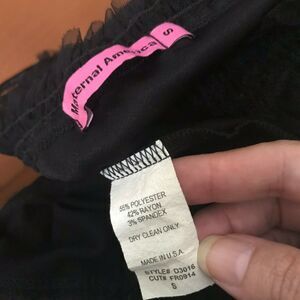 Maternal America
S
55% POLYESTER
42% RAYON
3% SPANDEX
DRY CLEAN ONLY
MADE IN U.S.A
STYLE# D3016
CUT# FR0914
S